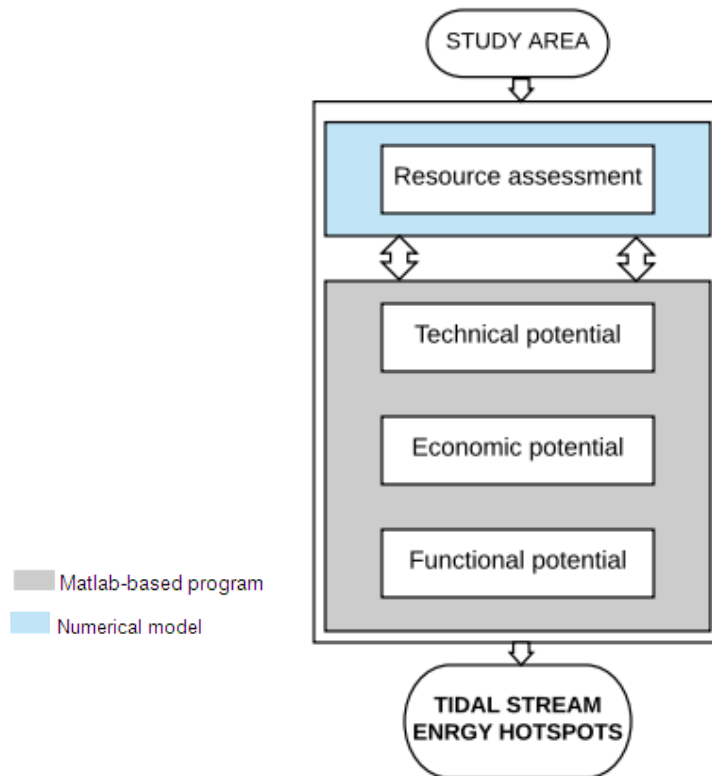 STUDY AREA
Resource assessment
Technical potential
Economic potential
Functional potential
Matlab-based program
Numerical model
TIDAL STREAM
ENRGY HOTSPOTS